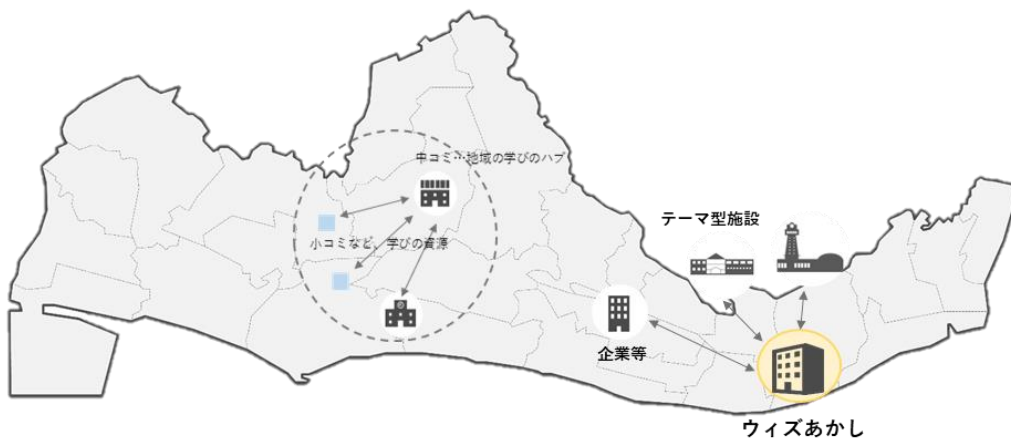 中コミ…地域の学びのハブ
小コミなど、学びの資源
テーマ型施設
企業等
ウィズあかし